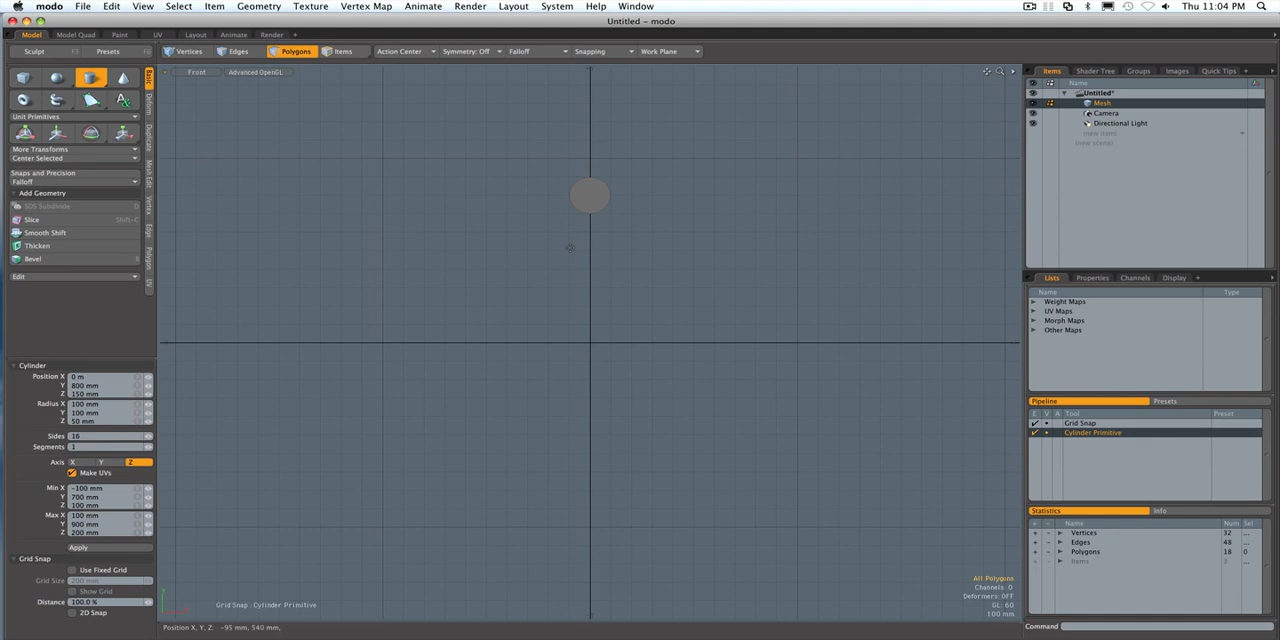 modo File Edit View Select Item Geometry Texture Vertex Map Animate Render Layout System Help Window Thu 11:04 PM
Untitled - modo
Model Model Quad Paint UV Layout Animate Render +
Sculpt Presets Vertices Edges Polygons Items Action Center Symmetry: Off Falloff Snapping Work Plane
Front Advanced OpenGL
Unit Primitives
More Transforms
Center Selected
Snaps and Precision
Falloff
Add Geometry
SDS Subdivide D
Slice Shift-C
Smooth Shift
Thicken
Bevel
Edit
Basic
Deform
Duplicate
Mesh Edit
Vertex
Edge
Polygon
UV
Cylinder
Position X 0 m
Y 800 mm
Z 150 mm
Radius X 100 mm
Y 100 mm
Z 50 mm
Sides 16
Segments 1
Axis X Y Z
Make UVs
Min X -100 mm
Y 700 mm
Z 100 mm
Max X 100 mm
Y 900 mm
Z 200 mm
Apply
Grid Snap
Use Fixed Grid
Grid Size 200 mm
Show Grid
Distance 100.0 %
2D Snap
Grid Snap : Cylinder Primitive
All Polygons
Channels: 0
Deformers: OFF
GL: 60
100 mm
Position X, Y, Z: -95 mm, 540 mm,
Items Shader Tree Groups Images Quick Tips +
Name
Untitled*
Mesh
Camera
Directional Light
(new item)
(new scene)
Lists Properties Channels Display +
Name Type
Weight Maps
UV Maps
Morph Maps
Other Maps
Pipeline Presets
E V A Tool Preset
Grid Snap
Cylinder Primitive
Statistics Info
Name Num Sel
Vertices 32 ...
Edges 48 ...
Polygons 18 0
Items
Command